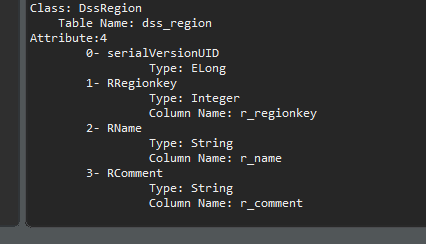 Class: DssRegion
Table Name: dss_region
Attribute:4
0- serialVersionUID
Type: ELong
1- RRegionkey
Type: Integer
Column Name: r_regionkey
2- RName
Type: String
Column Name: r_name
3- RComment
Type: String
Column Name: r_comment